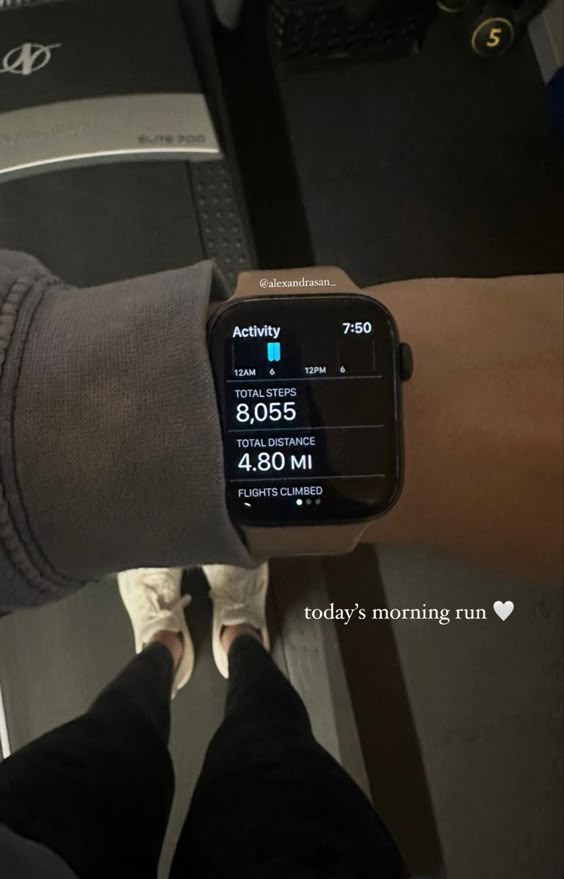 5
ELITE 700
@alexandrasan_
Activity 7:50
12AM 6 12PM 6
TOTAL STEPS
8,055
TOTAL DISTANCE
4.80 MI
FLIGHTS CLIMBED
today's morning run 🤍